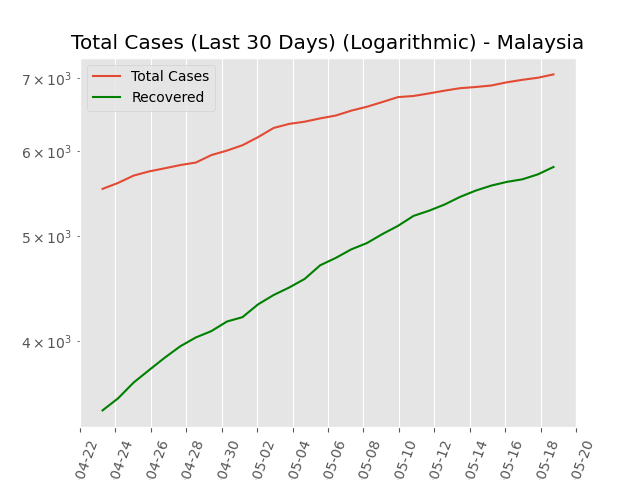 Total Cases (Last 30 Days) (Logarithmic) - Malaysia
Total Cases
Recovered
7 × 10³
6 × 10³
5 × 10³
4 × 10³
04-22
04-24
04-26
04-28
04-30
05-02
05-04
05-06
05-08
05-10
05-12
05-14
05-16
05-18
05-20